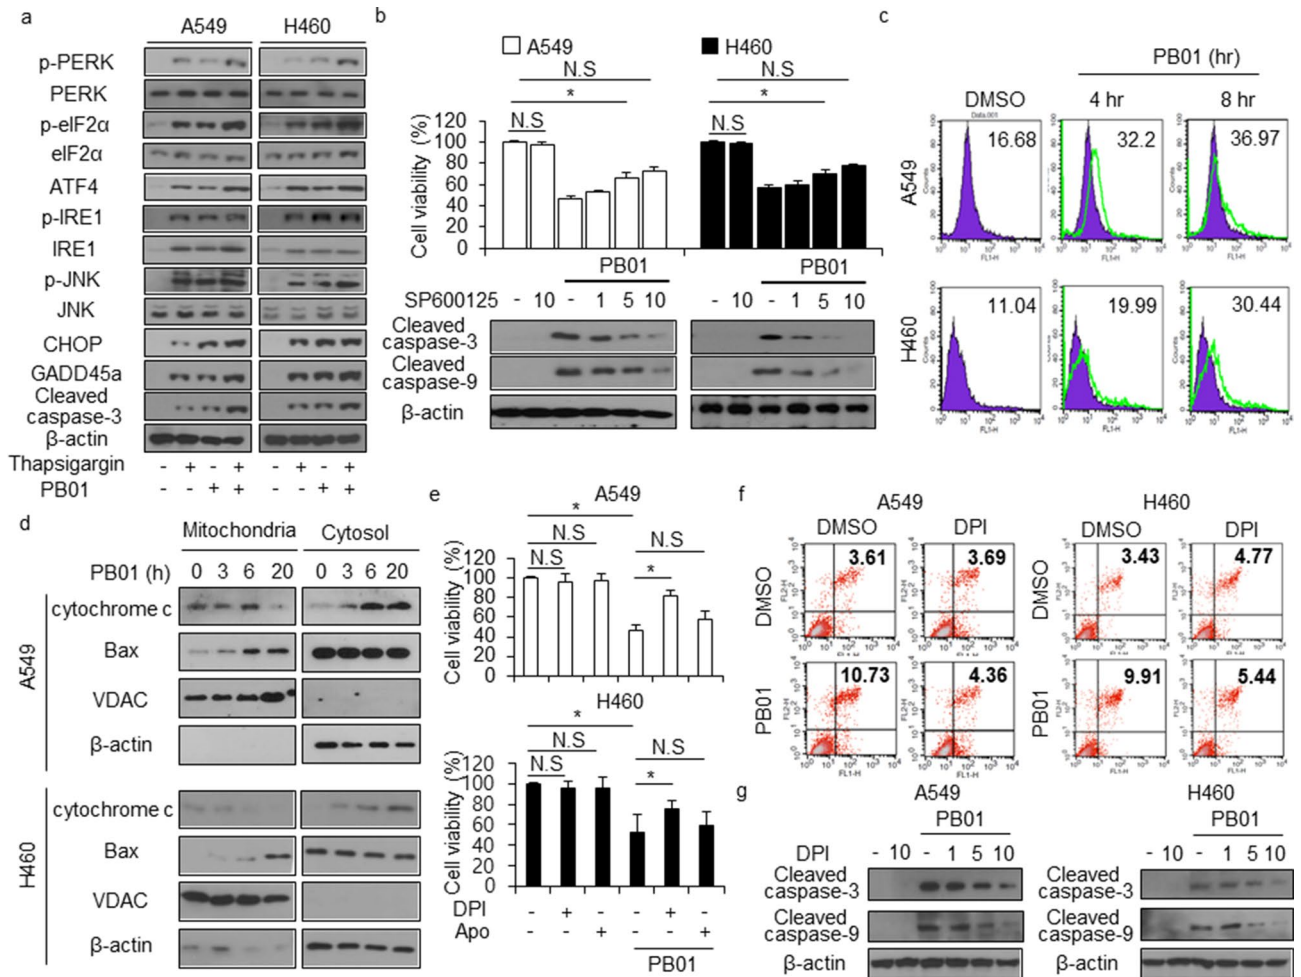 a
A549 H460
p-PERK
PERK
p-eIF2α
eIF2α
ATF4
p-IRE1
IRE1
p-JNK
JNK
CHOP
GADD45a
Cleaved
caspase-3
β-actin
Thapsigargin - + - + - + - +
PB01 - - + + - - + +
b
A549 H460
N.S N.S
* *
N.S N.S
Cell viability (%)
120
100
80
60
40
20
0
PB01 PB01
SP600125 - 10 - 1 5 10 - 10 - 1 5 10
Cleaved
caspase-3
Cleaved
caspase-9
β-actin
c
PB01 (hr)
DMSO 4 hr 8 hr
Data.001
A549
16.68 32.2 36.97
H460
11.04 19.99 30.44
Counts
FL1-H
d
Mitochondria Cytosol
PB01 (h) 0 3 6 20 0 3 6 20
A549
cytochrome c
Bax
VDAC
β-actin
H460
cytochrome c
Bax
VDAC
β-actin
e
A549
*
N.S N.S
N.S *
Cell viability (%)
120
100
80
60
40
20
0
H460
*
N.S N.S
N.S *
Cell viability (%)
120
100
80
60
40
20
0
DPI - + - - + -
Apo - - + - - +
PB01
f
A549 H460
DMSO DPI DMSO DPI
DMSO 3.61 3.69 DMSO 3.43 4.77
PB01 10.73 4.36 PB01 9.91 5.44
FL2-H
FL1-H
g
A549 H460
PB01 PB01
DPI - 10 - 1 5 10 - 10 - 1 5 10
Cleaved
caspase-3
Cleaved
caspase-9
β-actin
Cleaved
caspase-3
Cleaved
caspase-9
β-actin